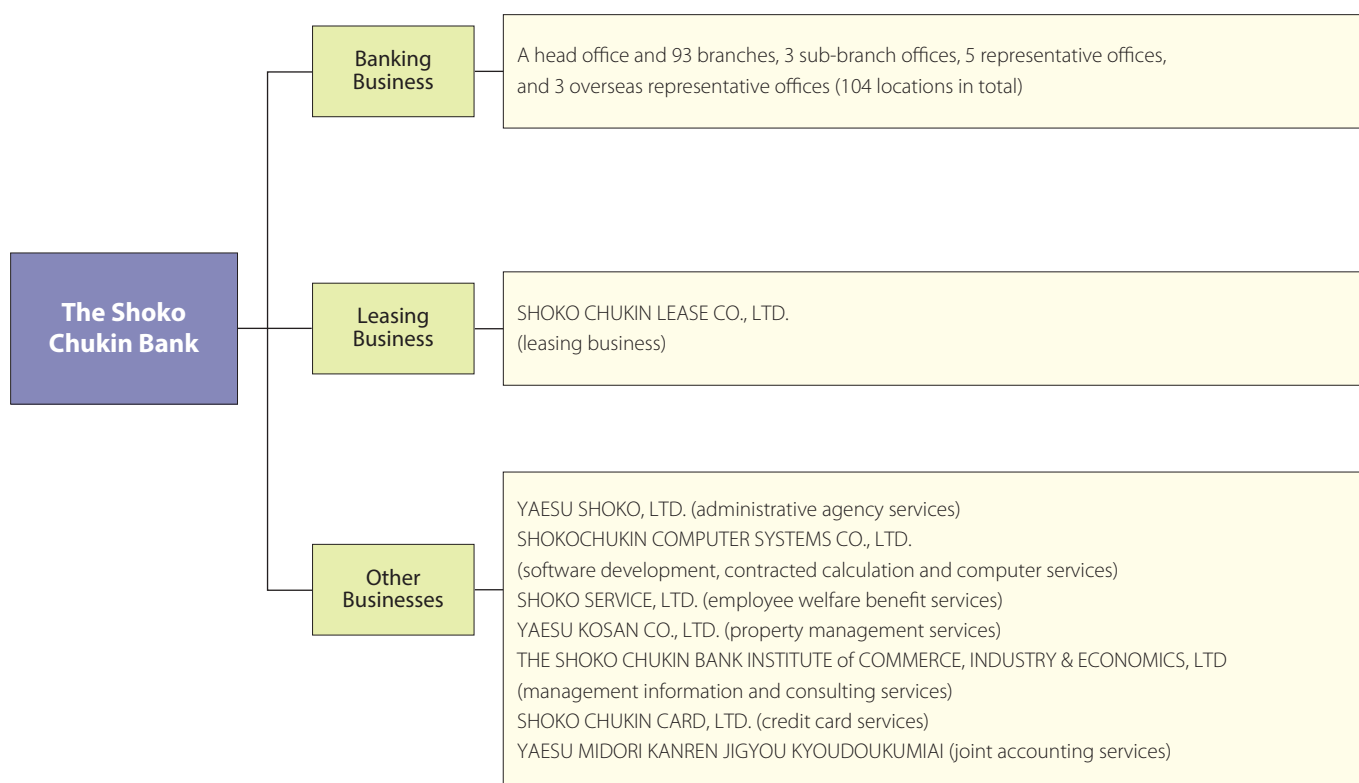 The Shoko
Chukin Bank
Banking
Business
A head office and 93 branches, 3 sub-branch offices, 5 representative offices,
and 3 overseas representative offices (104 locations in total)
Leasing
Business
SHOKO CHUKIN LEASE CO., LTD.
(leasing business)
Other
Businesses
YAESU SHOKO, LTD. (administrative agency services)
SHOKOCHUKIN COMPUTER SYSTEMS CO., LTD.
(software development, contracted calculation and computer services)
SHOKO SERVICE, LTD. (employee welfare benefit services)
YAESU KOSAN CO., LTD. (property management services)
THE SHOKO CHUKIN BANK INSTITUTE of COMMERCE, INDUSTRY & ECONOMICS, LTD
(management information and consulting services)
SHOKO CHUKIN CARD, LTD. (credit card services)
YAESU MIDORI KANREN JIGYOU KYOUDOUKUMIAI (joint accounting services)